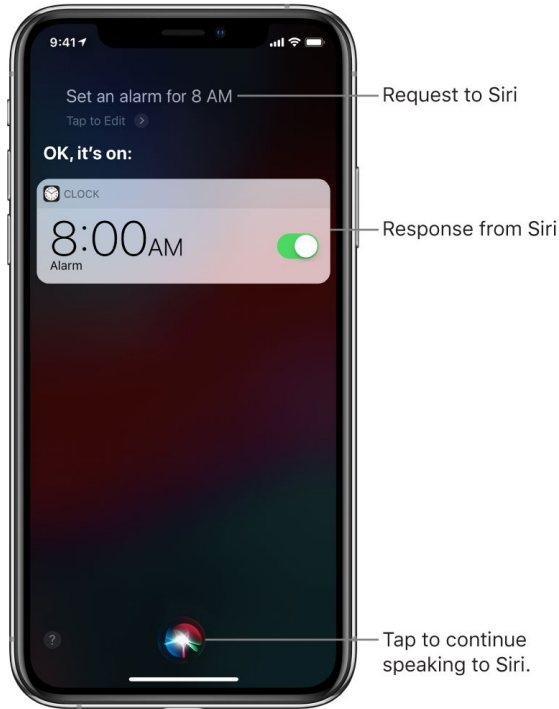 9:41
Set an alarm for 8 AM
Request to Siri
Tap to Edit
OK, it's on:
CLOCK
8:00AM
Alarm
Response from Siri
?
Tap to continue
speaking to Siri.